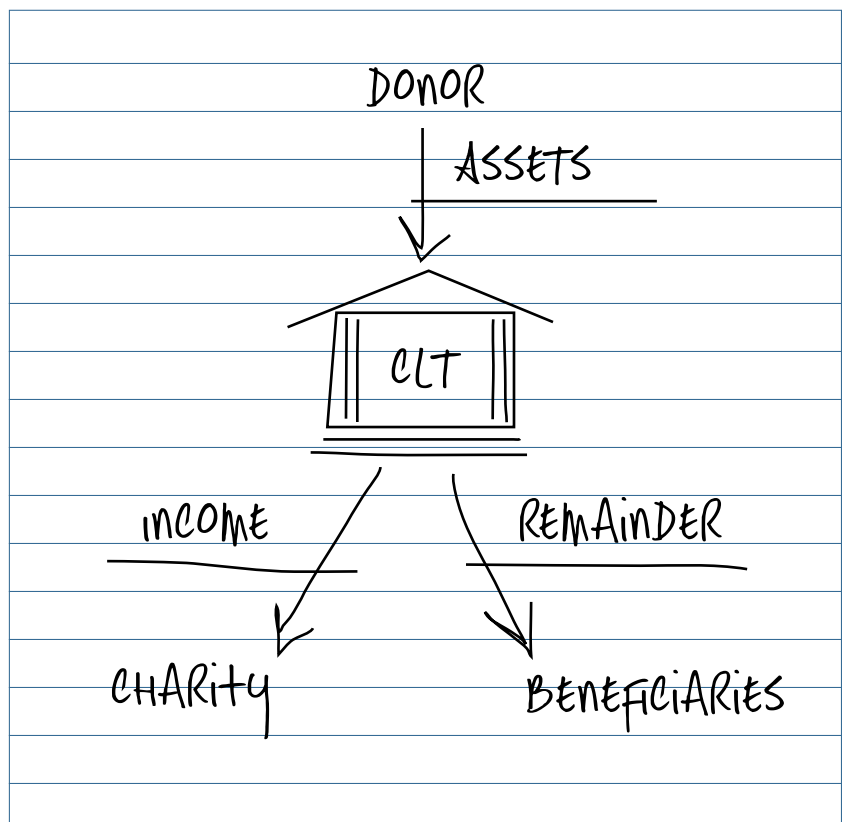 DONOR
ASSETS
CLT
INCOME
REMAINDER
CHARITY
BENEFICIARIES